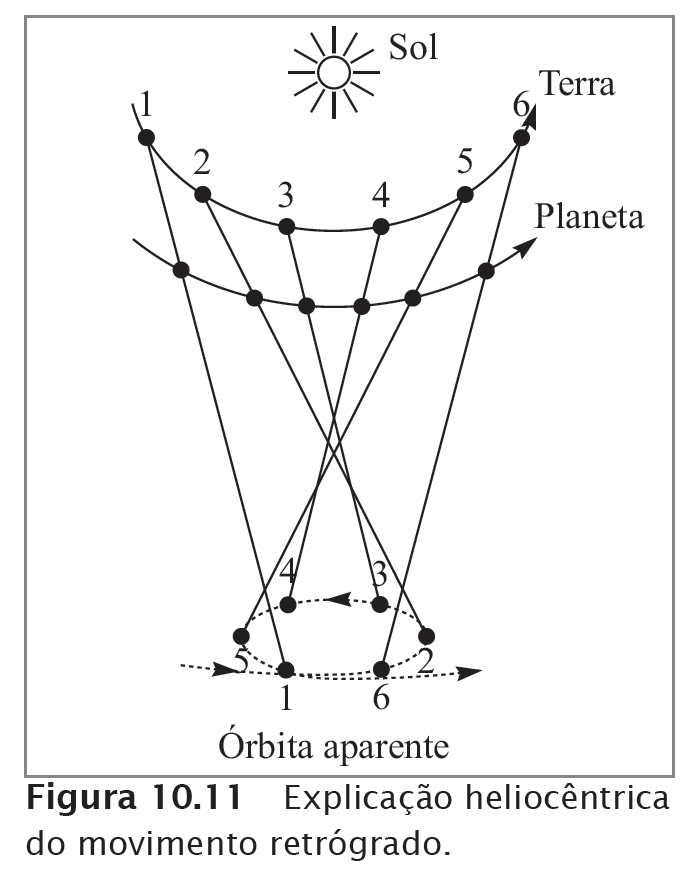 Sol
Terra
1
6
2
5
3
4
Planeta
4
3
5
2
1
6
Órbita aparente
Figura 10.11 Explicação heliocêntrica
do movimento retrógrado.